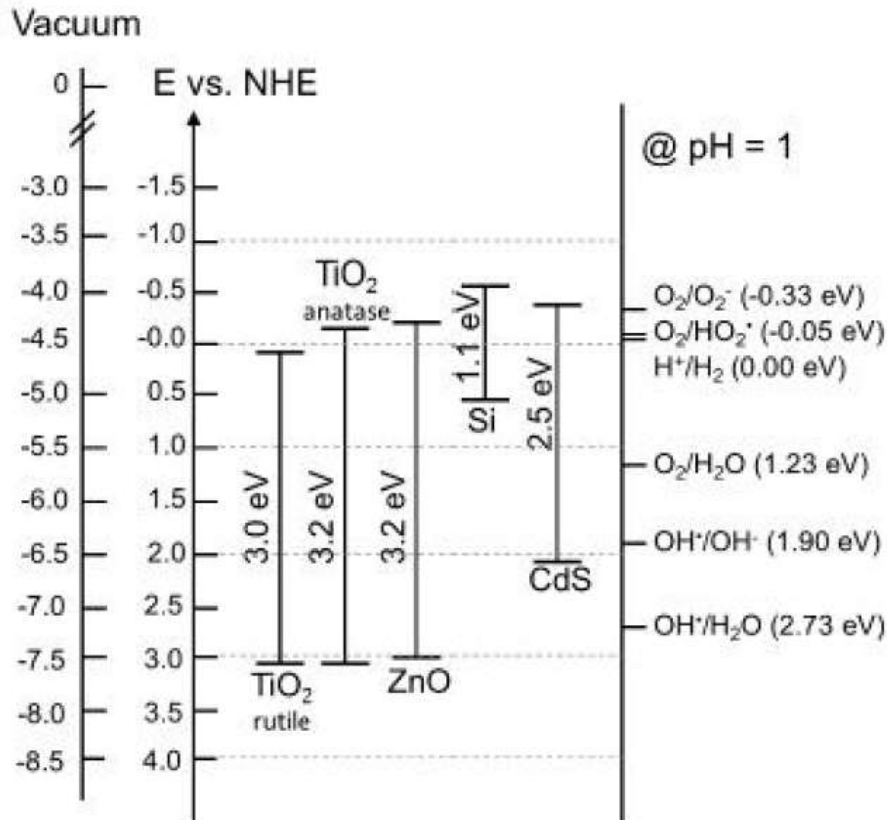 Vacuum
0
E vs. NHE
@ pH = 1
-3.0
-3.5
-4.0
-4.5
-5.0
-5.5
-6.0
-6.5
-7.0
-7.5
-8.0
-8.5
-1.5
-1.0
-0.5
-0.0
0.5
1.0
1.5
2.0
2.5
3.0
3.5
4.0
3.0 eV
TiO₂
rutile
TiO₂
anatase
3.2 eV
3.2 eV
ZnO
1.1 eV
Si
2.5 eV
CdS
O₂/O₂⁻ (-0.33 eV)
O₂/HO₂• (-0.05 eV)
H⁺/H₂ (0.00 eV)
O₂/H₂O (1.23 eV)
OH•/OH⁻ (1.90 eV)
OH•/H₂O (2.73 eV)